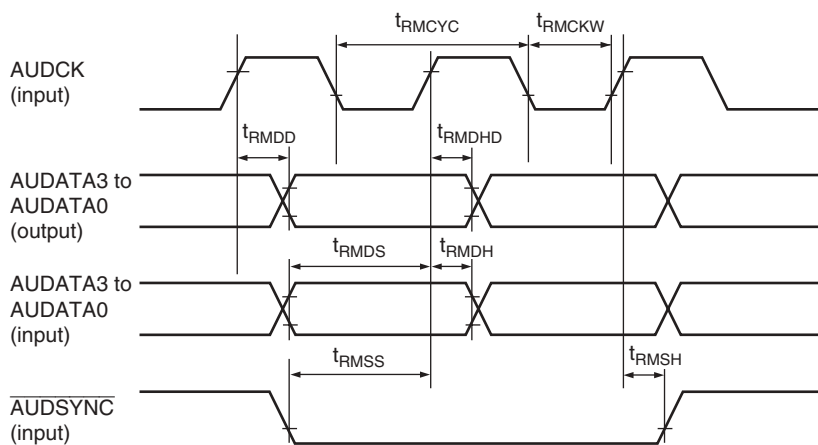 tRMCYC
tRMCKW
AUDCK
(input)
tRMDD
tRMDHD
AUDATA3 to
AUDATA0
(output)
tRMDS
tRMDH
AUDATA3 to
AUDATA0
(input)
tRMSS
tRMSH
AUDSYNC
(input)